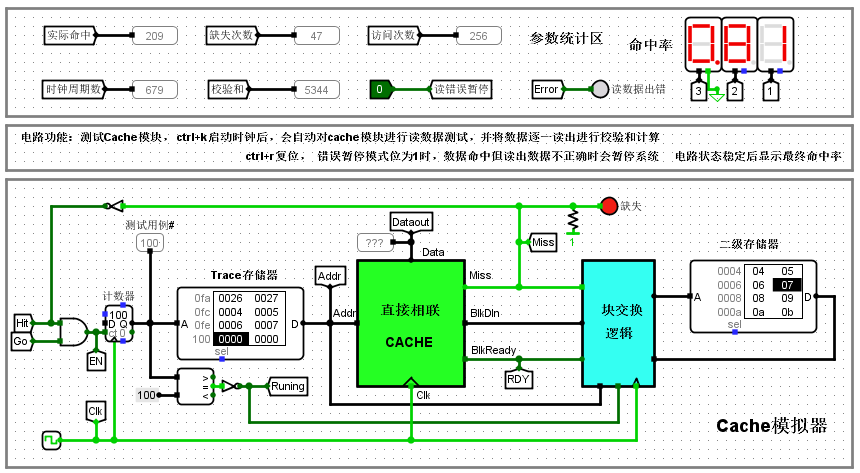 实际命中 209 缺失次数 47 访问次数 256 参数统计区 命中率 0.81
时钟周期数 679 校验和 5344 0 读错误暂停 Error 读数据出错 3 2 1
电路功能：测试Cache模块，ctrl+k启动时钟后，会自动对cache模块进行读数据测试，并将数据逐一读出进行校验和计算
ctrl+r复位，错误暂停模式位为1时，数据命中但读出数据不正确时会暂停系统 电路状态稳定后显示最终命中率
缺失
测试用例#
100
Dataout
???
Data
Miss
1
二级存储器
Trace存储器
Addr
Miss
0004 04 05
0006 06 07
0008 08 09
000a 0a 0b
A
D
sel
计数器
100
D Q
ct 0
0fa 0026 0027
0fc 0004 0005
0fe 0006 0007
100 0000 0000
A
D
sel
Addr
直接相联
CACHE
BlkDIn
BlkReady
Clk
块交换
逻辑
Hit
Go
EN
RDY
100
>
=
<
Runing
Clk
Cache模拟器